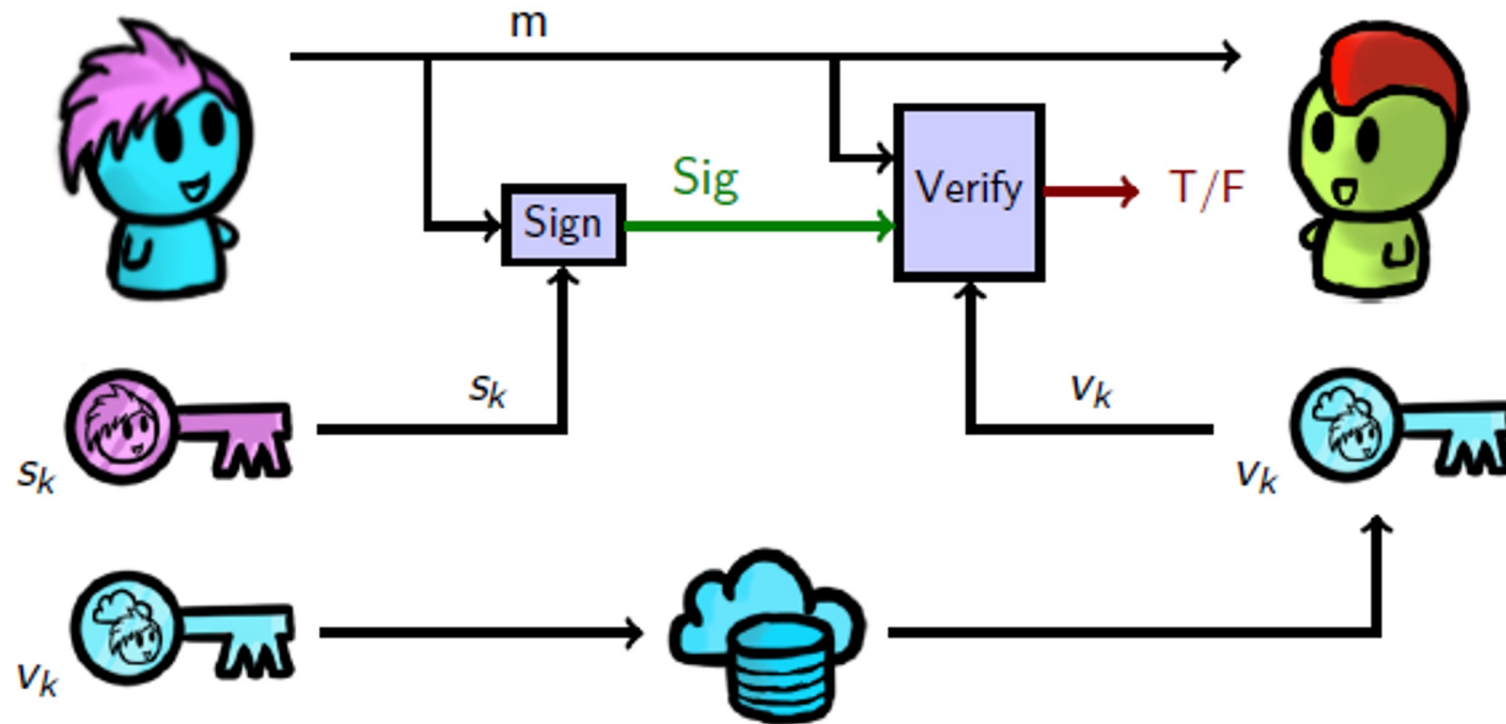 m
Sig
Verify
T/F
Sign
sₖ
vₖ
sₖ
vₖ
vₖ